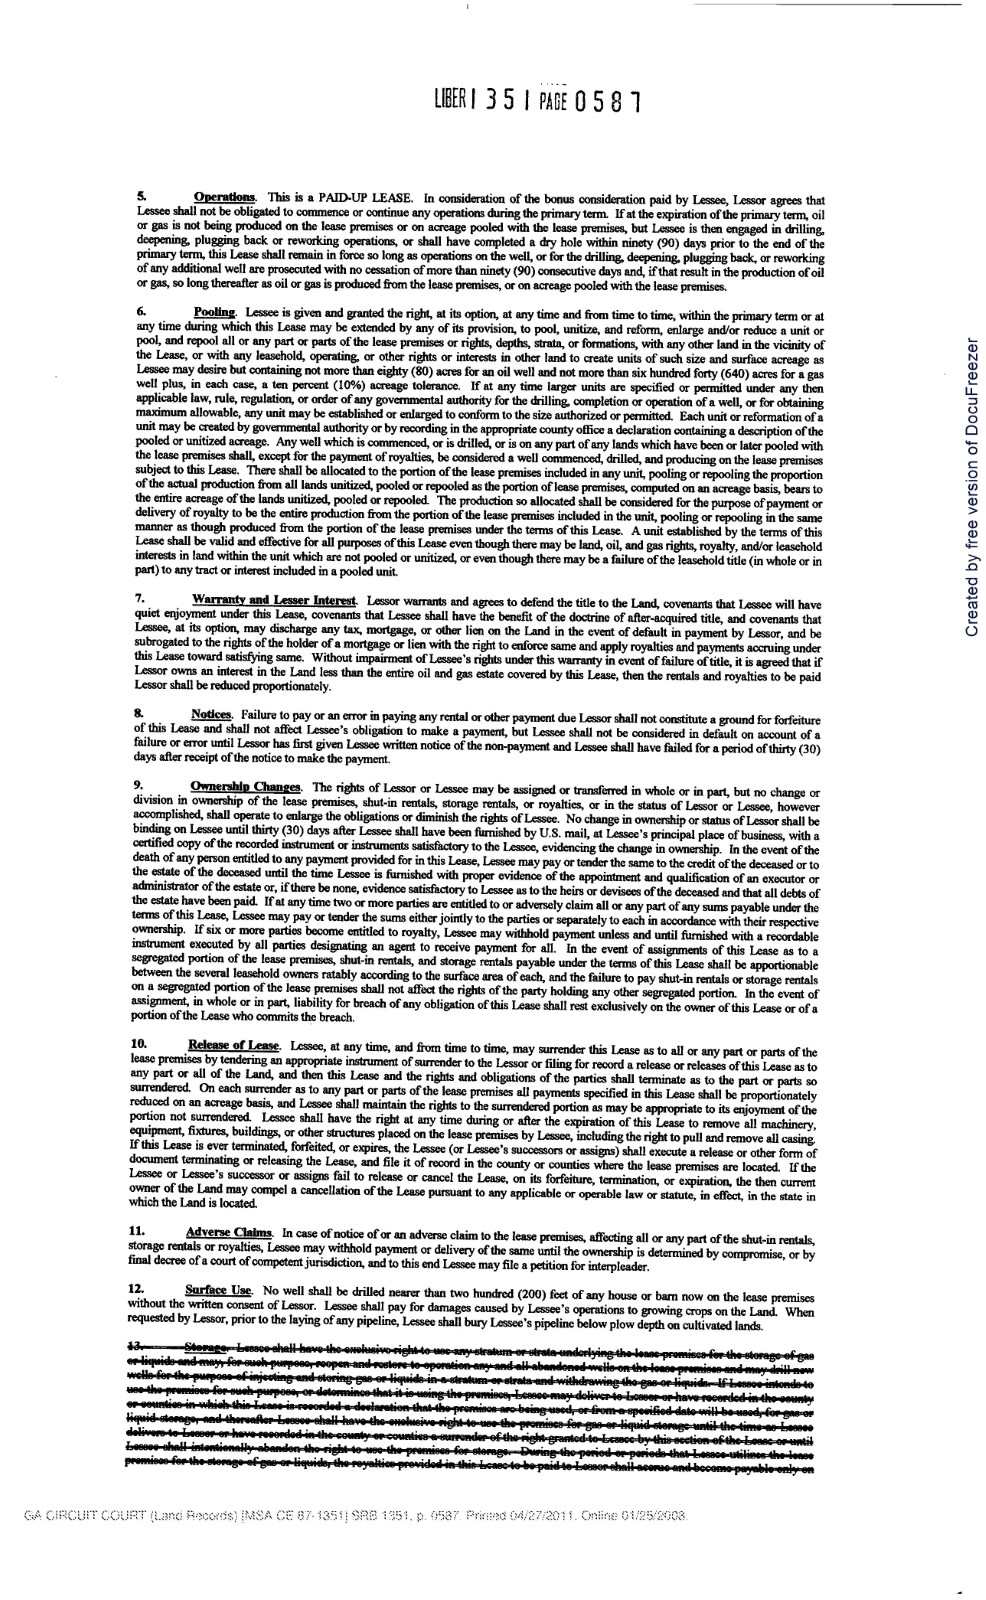 LIBER 1351 PAGE 0587
5. Operations. This is a PAID-UP LEASE. In consideration of the bonus consideration paid by Lessee, Lessor agrees that
Lessee shall not be obligated to commence or continue any operations during the primary term. If at the expiration of the primary term, oil
or gas is not being produced on the lease premises or on acreage pooled with the lease premises, but Lessee is then engaged in drilling,
deepening, plugging back or reworking operations, or shall have completed a dry hole within ninety (90) days prior to the end of the
primary term, this Lease shall remain in force so long as operations on the well, or for the drilling, deepening, plugging back, or reworking
of any additional well are prosecuted with no cessation of more than ninety (90) consecutive days and, if that result in the production of oil
or gas, so long thereafter as oil or gas is produced from the lease premises, or on acreage pooled with the lease premises.
6. Pooling. Lessee is given and granted the right, at its option, at any time and from time to time, within the primary term or at
any time during which this Lease may be extended by any of its provision, to pool, unitize, and reform, enlarge and/or reduce a unit or
pool, and repool all or any part or parts of the lease premises or rights, depths, strata, or formations, with any other land in the vicinity of
the Lease, or with any leasehold, operating, or other rights or interests in other land to create units of such size and surface acreage as
Lessee may desire but containing not more than eighty (80) acres for an oil well and not more than six hundred forty (640) acres for a gas
well plus, in each case, a ten percent (10%) acreage tolerance. If at any time larger units are specified or permitted under any then
applicable law, rule, regulation, or order of any governmental authority for the drilling, completion or operation of a well, or for obtaining
maximum allowable, any unit may be established or enlarged to conform to the size authorized or permitted. Each unit or reformation of a
unit may be created by governmental authority or by recording in the appropriate county office a declaration containing a description of the
pooled or unitized acreage. Any well which is commenced, or is drilled, or is on any part of any lands which have been or later pooled with
the lease premises shall, except for the payment of royalties, be considered a well commenced, drilled, and producing on the lease premises
subject to this Lease. There shall be allocated to the portion of the lease premises included in any unit, pooling or repooling the proportion
of the actual production from all lands unitized, pooled or repooled as the portion of lease premises, computed on an acreage basis, bears to
the entire acreage of the lands unitized, pooled or repooled. The production so allocated shall be considered for the purpose of payment or
delivery of royalty to be the entire production from the portion of the lease premises included in the unit, pooling or repooling in the same
manner as though produced from the portion of the lease premises under the terms of this Lease. A unit established by the terms of this
Lease shall be valid and effective for all purposes of this Lease even though there may be land, oil, and gas rights, royalty, and/or leasehold
interests in land within the unit which are not pooled or unitized, or even though there may be a failure of the leasehold title (in whole or in
part) to any tract or interest included in a pooled unit.
7. Warranty and Lesser Interest. Lessor warrants and agrees to defend the title to the Land, covenants that Lessee will have
quiet enjoyment under this Lease, covenants that Lessee shall have the benefit of the doctrine of after-acquired title, and covenants that
Lessee, at its option, may discharge any tax, mortgage, or other lien on the Land in the event of default in payment by Lessor, and be
subrogated to the rights of the holder of a mortgage or lien with the right to enforce same and apply royalties and payments accruing under
this Lease toward satisfying same. Without impairment of Lessee's rights under this warranty in event of failure of title, it is agreed that if
Lessor owns an interest in the Land less than the entire oil and gas estate covered by this Lease, then the rentals and royalties to be paid
Lessor shall be reduced proportionately.
8. Notices. Failure to pay or an error in paying any rental or other payment due Lessor shall not constitute a ground for forfeiture
of this Lease and shall not affect Lessee's obligation to make a payment, but Lessee shall not be considered in default on account of a
failure or error until Lessor has first given Lessee written notice of the non-payment and Lessee shall have failed for a period of thirty (30)
days after receipt of the notice to make the payment.
9. Ownership Changes. The rights of Lessor or Lessee may be assigned or transferred in whole or in part, but no change or
division in ownership of the lease premises, shut-in rentals, storage rentals, or royalties, or in the status of Lessor or Lessee, however
accomplished, shall operate to enlarge the obligations or diminish the rights of Lessee. No change in ownership or status of Lessor shall be
binding on Lessee until thirty (30) days after Lessee shall have been furnished by U.S. mail, at Lessee's principal place of business, with a
certified copy of the recorded instrument or instruments satisfactory to the Lessee, evidencing the change in ownership. In the event of the
death of any person entitled to any payment provided for in this Lease, Lessee may pay or tender the same to the credit of the deceased or to
the estate of the deceased until the time Lessee is furnished with proper evidence of the appointment and qualification of an executor or
administrator of the estate or, if there be none, evidence satisfactory to Lessee as to the heirs or devisees of the deceased and that all debts of
the estate have been paid. If at any time two or more parties are entitled to or adversely claim all or any part of any sums payable under the
terms of this Lease, Lessee may pay or tender the sums either jointly to the parties or separately to each in accordance with their respective
ownership. If six or more parties become entitled to royalty, Lessee may withhold payment unless and until furnished with a recordable
instrument executed by all parties designating an agent to receive payment for all. In the event of assignments of this Lease as to a
segregated portion of the lease premises, shut-in rentals, and storage rentals payable under the terms of this Lease shall be apportionable
between the several leasehold owners ratably according to the surface area of each, and the failure to pay shut-in rentals or storage rentals
on a segregated portion of the lease premises shall not affect the rights of the party holding any other segregated portion. In the event of
assignment, in whole or in part, liability for breach of any obligation of this Lease shall rest exclusively on the owner of this Lease or of a
portion of the Lease who commits the breach.
10. Release of Lease. Lessee, at any time, and from time to time, may surrender this Lease as to all or any part or parts of the
lease premises by tendering an appropriate instrument of surrender to the Lessor or filing for record a release or releases of this Lease as to
any part or all of the Land, and then this Lease and the rights and obligations of the parties shall terminate as to the part or parts so
surrendered. On each surrender as to any part or parts of the lease premises all payments specified in this Lease shall be proportionately
reduced on an acreage basis, and Lessee shall maintain the rights to the surrendered portion as may be appropriate to its enjoyment of the
portion not surrendered. Lessee shall have the right at any time during or after the expiration of this Lease to remove all machinery,
equipment, fixtures, buildings, or other structures placed on the lease premises by Lessee, including the right to pull and remove all casing.
If this Lease is ever terminated, forfeited, or expires, the Lessee (or Lessee's successors or assigns) shall execute a release or other form of
document terminating or releasing the Lease, and file it of record in the county or counties where the lease premises are located. If the
Lessee or Lessee's successor or assigns fail to release or cancel the Lease, on its forfeiture, termination, or expiration, the then current
owner of the Land may compel a cancellation of the Lease pursuant to any applicable or operable law or statute, in effect, in the state in
which the Land is located.
11. Adverse Claims. In case of notice of or an adverse claim to the lease premises, affecting all or any part of the shut-in rentals,
storage rentals or royalties, Lessee may withhold payment or delivery of the same until the ownership is determined by compromise, or by
final decree of a court of competent jurisdiction, and to this end Lessee may file a petition for interpleader.
12. Surface Use. No well shall be drilled nearer than two hundred (200) feet of any house or barn now on the lease premises
without the written consent of Lessor. Lessee shall pay for damages caused by Lessee's operations to growing crops on the Land. When
requested by Lessor, prior to the laying of any pipeline, Lessee shall bury Lessee's pipeline below plow depth on cultivated lands.
13. Storage. Lessee shall have the exclusive right to use any stratum or strata underlying the lease premises for the storage of gas
or liquids and may, for such purpose, reopen and restore to operation any and all abandoned wells on the lease premises and may drill new
wells for the purpose of injecting and storing gas or liquids in a stratum or strata and withdrawing the gas or liquids. If Lessee intends to
use the premises for such purpose, or determines that it is using the premises, Lessee may deliver to Lessor or have recorded in the county
or counties in which this Lease is recorded a declaration that the premises are being used, or from a specified date will be used, for gas or
liquid storage, and thereafter Lessee shall have the exclusive right to use the premises for gas or liquid storage until the time as Lessee
delivers to Lessor or have recorded in the county or counties a surrender of the right granted to Lessee by this section of the Lease or until
Lessee shall intentionally abandon the right to use the premises for storage. During the period or periods that Lessee utilizes the lease
premises for the storage of gas or liquids, the royalties provided in this Lease to be paid to Lessor shall accrue and become payable only on
GA CIRCUIT COURT (Land Records) [MSA CE 87-1351] SRB 1351, p. 0587. Printed 04/27/2011. Online 01/25/2008.
Created by free version of DocuFreezer